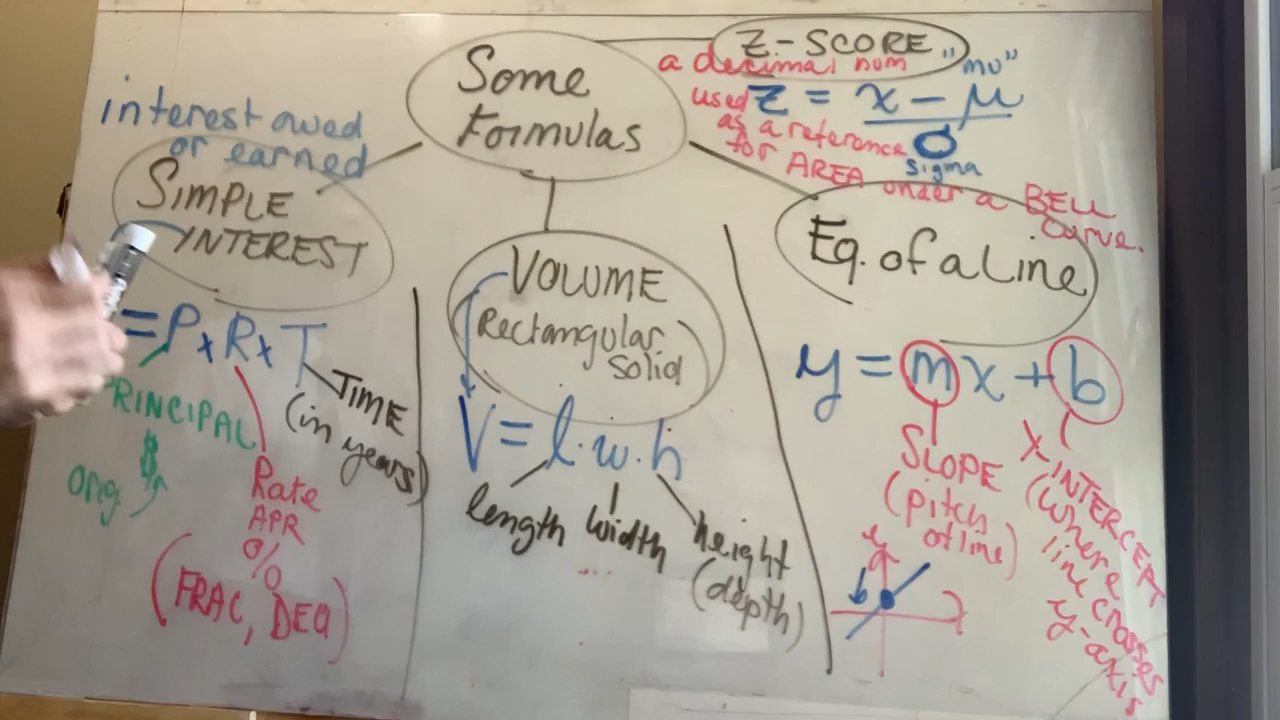 Some
Formulas
Z-SCORE
a decimal num
"mu"
used
Z = x - μ
σ
sigma
as a reference
for AREA under a BELL
curve.
interest owed
or earned
SIMPLE
INTEREST
= P x R x T
PRINCIPAL
$
orig.
Rate
APR
%
(FRAC, DEC)
TIME
(in years)
VOLUME
Rectangular
solid
V = l · w · h
length
width
height
(depth)
...
Eq. of a Line
y = mx + b
SLOPE
(pitch
of line)
INTERCEPT
(where
line crosses
y-axis
y
b